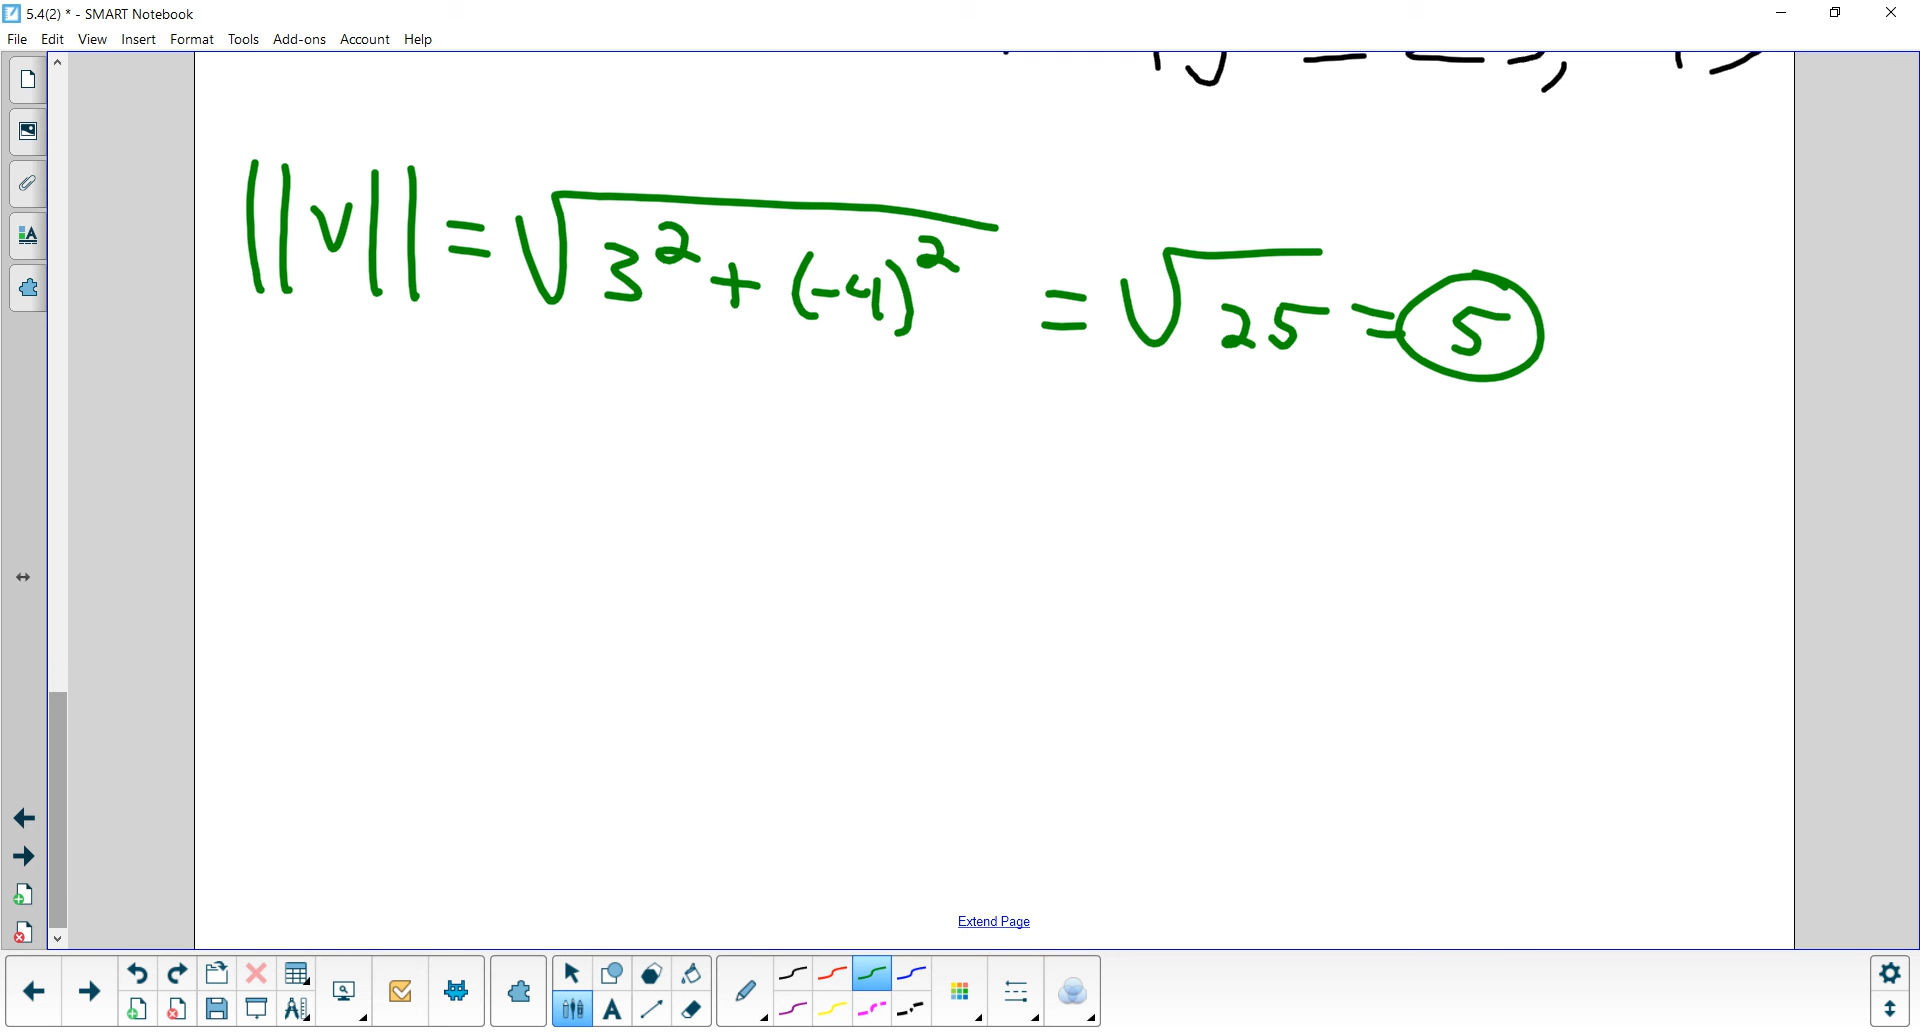 5.4(2) * - SMART Notebook
File Edit View Insert Format Tools Add-ons Account Help
||v|| = √(3² + (-4)²) = √25 = 5
Extend Page